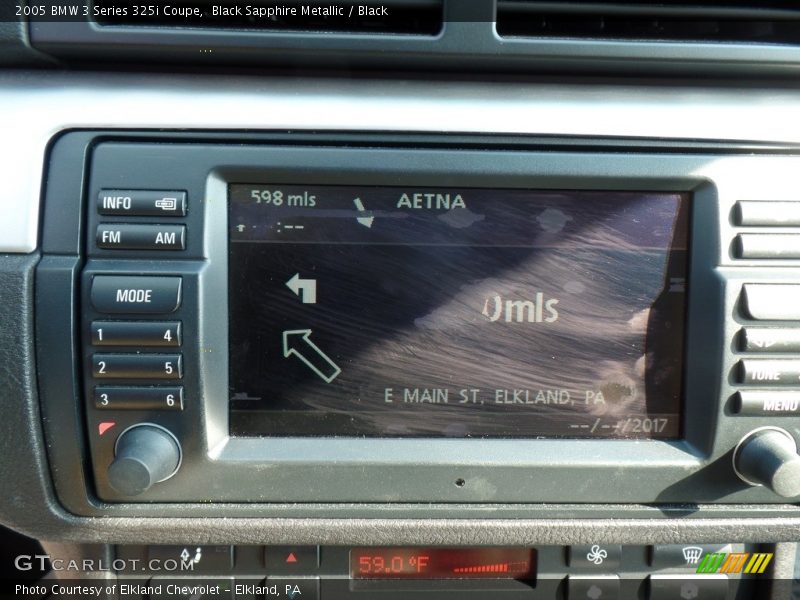 2005 BMW 3 Series 325i Coupe, Black Sapphire Metallic / Black
598 mls AETNA
:--
INFO
FM AM
MODE
1 4
2 5
3 6
0mls
E MAIN ST, ELKLAND, PA
--/--/2017
TONE
MENU
59.0 °F
GTCARLOT.COM
Photo Courtesy of Elkland Chevrolet - Elkland, PA